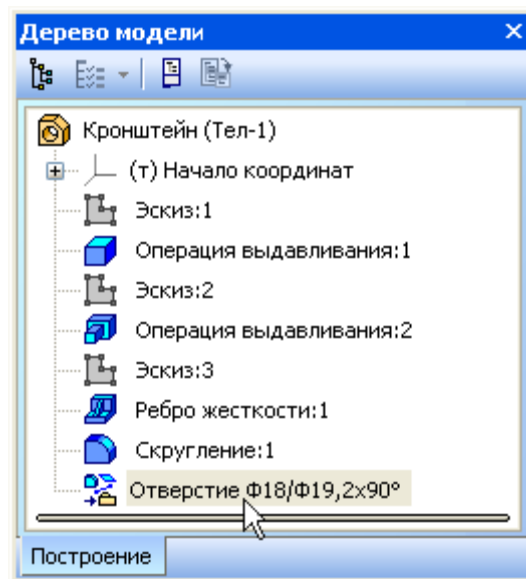 Дерево модели
Кронштейн (Тел-1)
(т) Начало координат
Эскиз:1
Операция выдавливания:1
Эскиз:2
Операция выдавливания:2
Эскиз:3
Ребро жесткости:1
Скругление:1
Отверстие Ф18/Ф19,2x90°
Построение